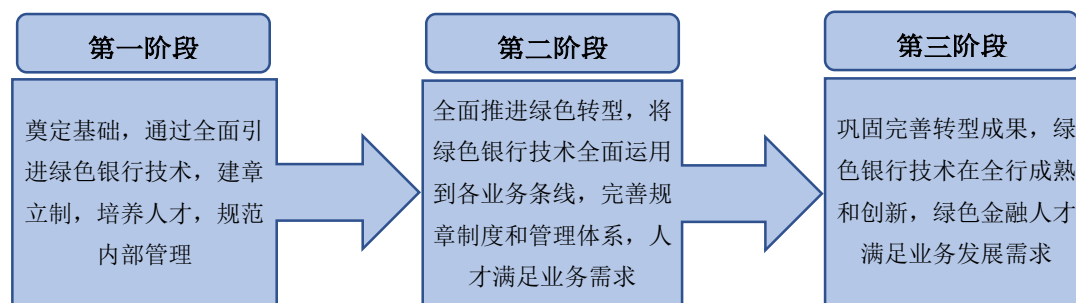 第一阶段
奠定基础，通过全面引
进绿色银行技术，建章
立制，培养人才，规范
内部管理
第二阶段
全面推进绿色转型，将
绿色银行技术全面运用
到各业务条线，完善规
章制度和管理体系，人
才满足业务需求
第三阶段
巩固完善转型成果，绿
色银行技术在全行成熟
和创新，绿色金融人才
满足业务发展需求